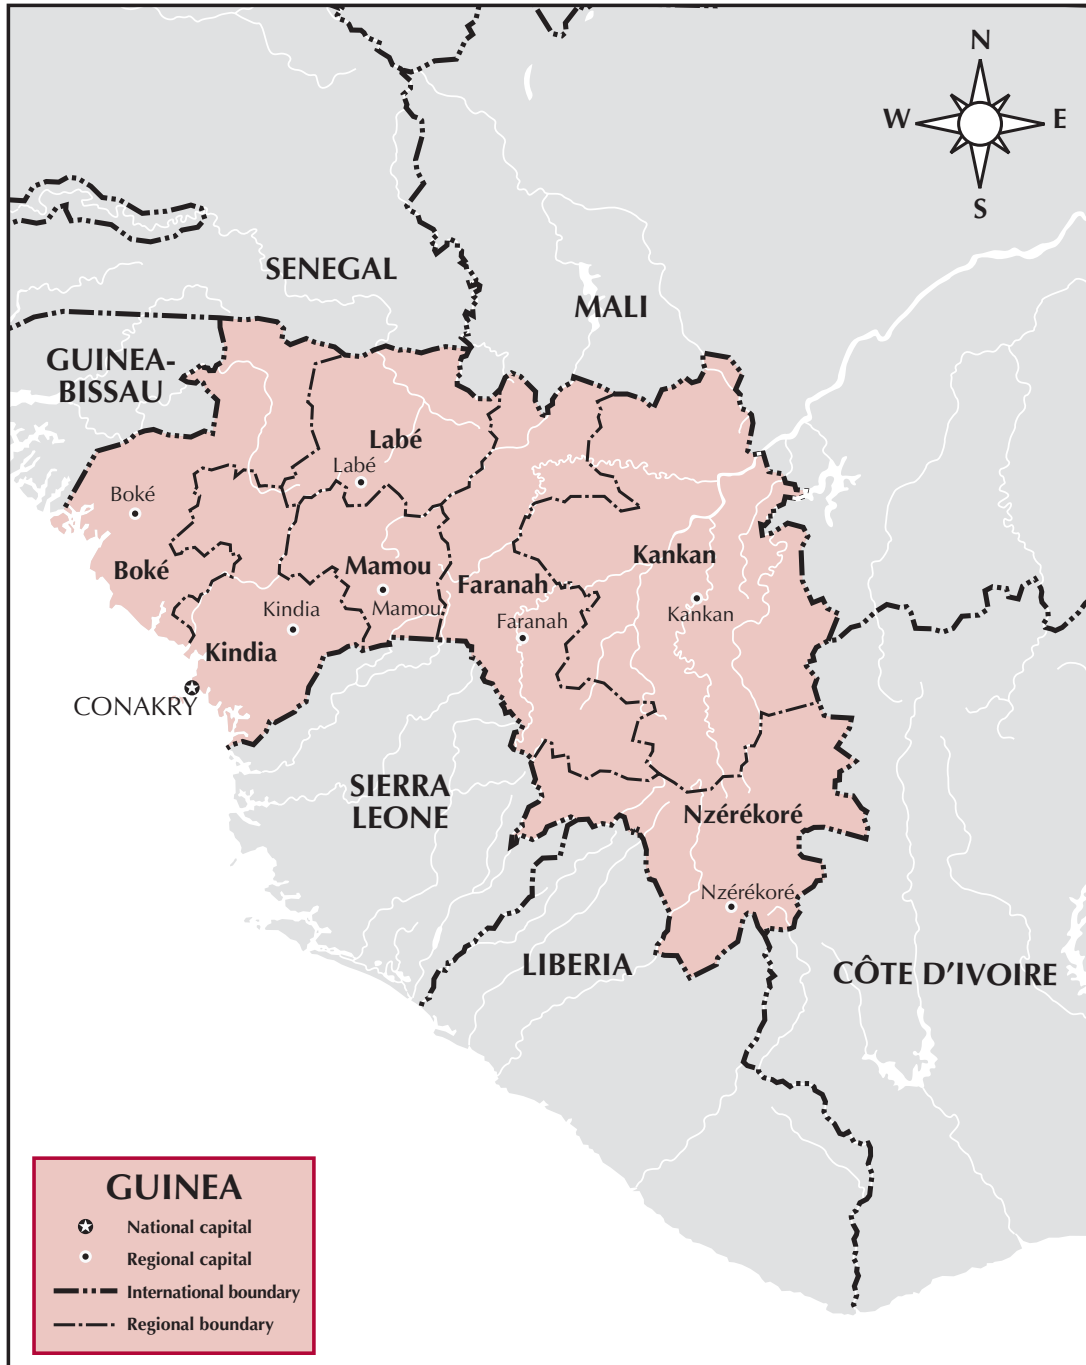 N
W
E
S
SENEGAL
MALI
GUINEA-
BISSAU
Labé
Labé
Boké
Boké
Mamou
Mamou
Faranah
Faranah
Kankan
Kankan
Kindia
Kindia
CONAKRY
SIERRA
LEONE
Nzérékoré
Nzérékoré
LIBERIA
CÔTE D'IVOIRE
GUINEA
National capital
Regional capital
International boundary
Regional boundary